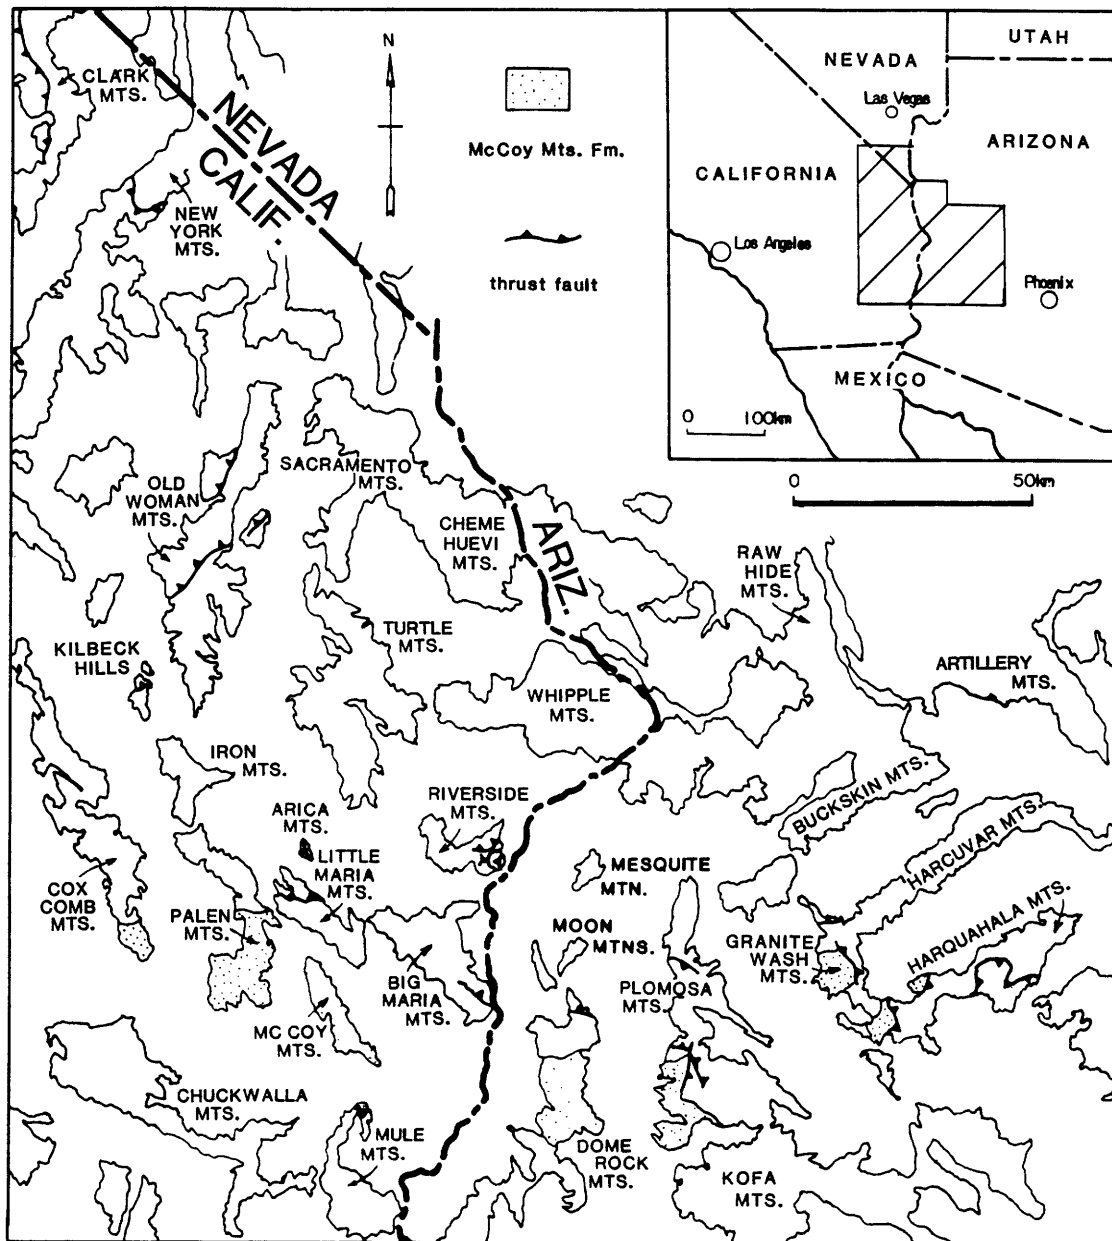 CLARK
MTS.
NEVADA
CALIF.
N
McCoy Mts. Fm.
thrust fault
NEW
YORK
MTS.
UTAH
NEVADA
Las Vegas
ARIZONA
CALIFORNIA
Los Angeles
Phoenix
MEXICO
0 100km
0 50km
SACRAMENTO
MTS.
OLD
WOMAN
MTS.
CHEME
HUEVI
MTS.
ARIZ.
RAW
HIDE
MTS.
TURTLE
MTS.
KILBECK
HILLS
WHIPPLE
MTS.
ARTILLERY
MTS.
IRON
MTS.
ARICA
MTS.
RIVERSIDE
MTS.
BUCKSKIN MTS.
HARCUVAR MTS.
LITTLE
MARIA
MTS.
MESQUITE
MTN.
COX
COMB
MTS.
PALEN
MTS.
MOON
MTNS.
GRANITE
WASH
MTS.
HARQUAHALA MTS.
BIG
MARIA
MTS.
PLOMOSA
MTS.
MC COY
MTS.
CHUCKWALLA
MTS.
MULE
MTS.
DOME
ROCK
MTS.
KOFA
MTS.